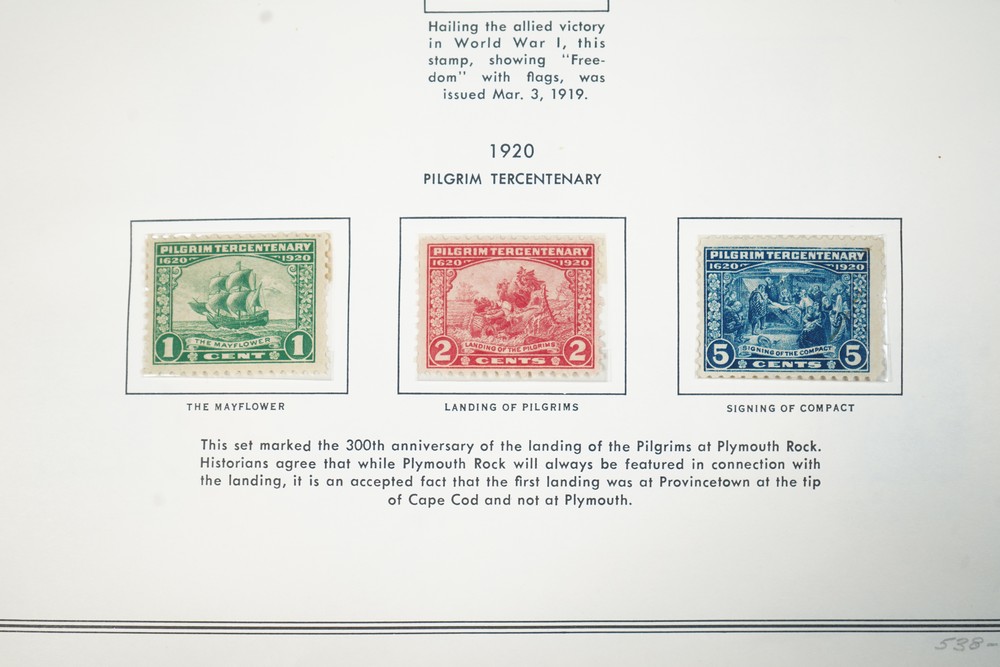 Hailing the allied victory
in World War I, this
stamp, showing "Free-
dom" with flags, was
issued Mar. 3, 1919.
1920
PILGRIM TERCENTENARY
PILGRIM TERCENTENARY
1620 1920
THE MAYFLOWER
1 CENT 1
PILGRIM TERCENTENARY
1620 1920
LANDING OF THE PILGRIMS
2 CENTS 2
PILGRIM TERCENTENARY
1620 1920
SIGNING OF THE COMPACT
5 CENTS 5
THE MAYFLOWER
LANDING OF PILGRIMS
SIGNING OF COMPACT
This set marked the 300th anniversary of the landing of the Pilgrims at Plymouth Rock.
Historians agree that while Plymouth Rock will always be featured in connection with
the landing, it is an accepted fact that the first landing was at Provincetown at the tip
of Cape Cod and not at Plymouth.
538-